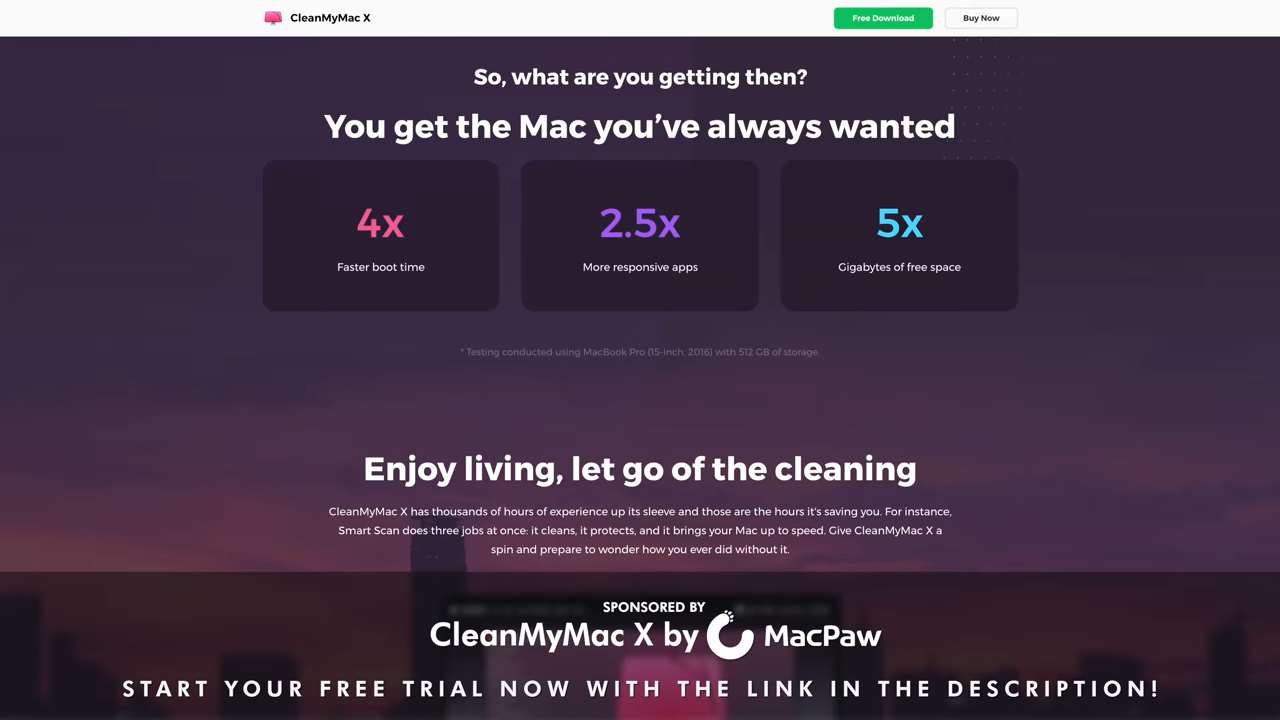 CleanMyMac X
Free Download
Buy Now
So, what are you getting then?
You get the Mac you’ve always wanted
4x
2.5x
5x
Faster boot time
More responsive apps
Gigabytes of free space
* Testing conducted using MacBook Pro (15-inch, 2016) with 512 GB of storage.
Enjoy living, let go of the cleaning
CleanMyMac X has thousands of hours of experience up its sleeve and those are the hours it's saving you. For instance,
Smart Scan does three jobs at once: it cleans, it protects, and it brings your Mac up to speed. Give CleanMyMac X a
spin and prepare to wonder how you ever did without it.
SPONSORED BY
CleanMyMac X by MacPaw
START YOUR FREE TRIAL NOW WITH THE LINK IN THE DESCRIPTION!